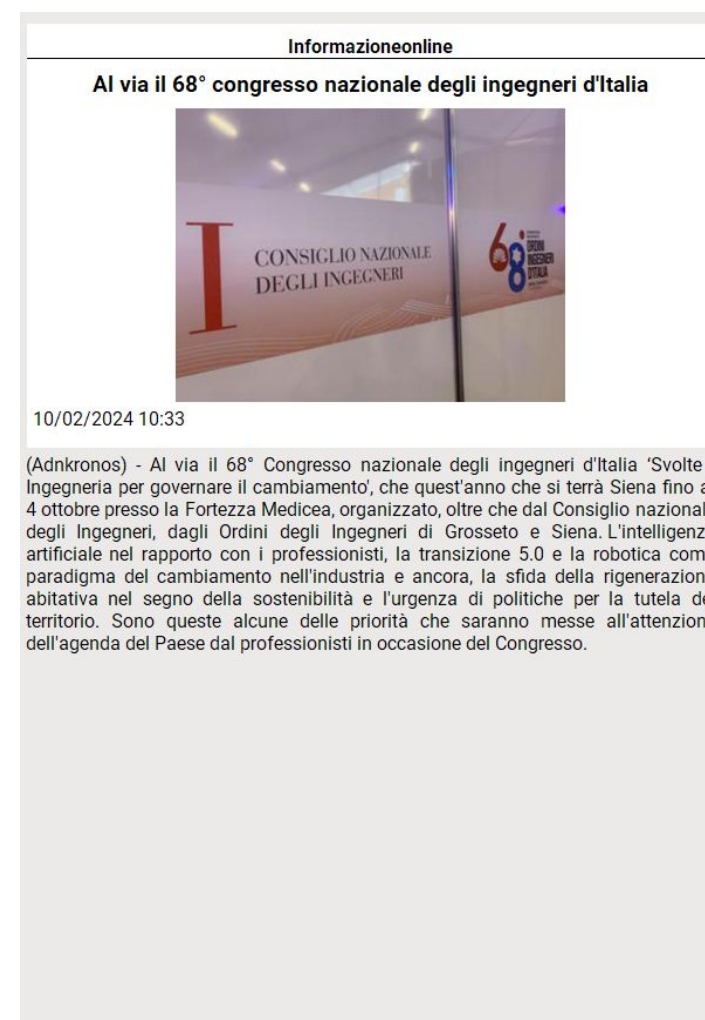 Informazioneonline
Al via il 68° congresso nazionale degli ingegneri d'Italia
I
CONSIGLIO NAZIONALE
DEGLI INGEGNERI
68°
ORDINI
INGEGNERI
D'ITALIA
10/02/2024 10:33
(Adnkronos) - Al via il 68° Congresso nazionale degli ingegneri d'Italia ‘Svolte
Ingegneria per governare il cambiamento', che quest'anno che si terrà Siena fino a
4 ottobre presso la Fortezza Medicea, organizzato, oltre che dal Consiglio nazional
degli Ingegneri, dagli Ordini degli Ingegneri di Grosseto e Siena. L'intelligenz
artificiale nel rapporto con i professionisti, la transizione 5.0 e la robotica com
paradigma del cambiamento nell'industria e ancora, la sfida della rigenerazion
abitativa nel segno della sostenibilità e l'urgenza di politiche per la tutela de
territorio. Sono queste alcune delle priorità che saranno messe all'attenzion
dell'agenda del Paese dal professionisti in occasione del Congresso.